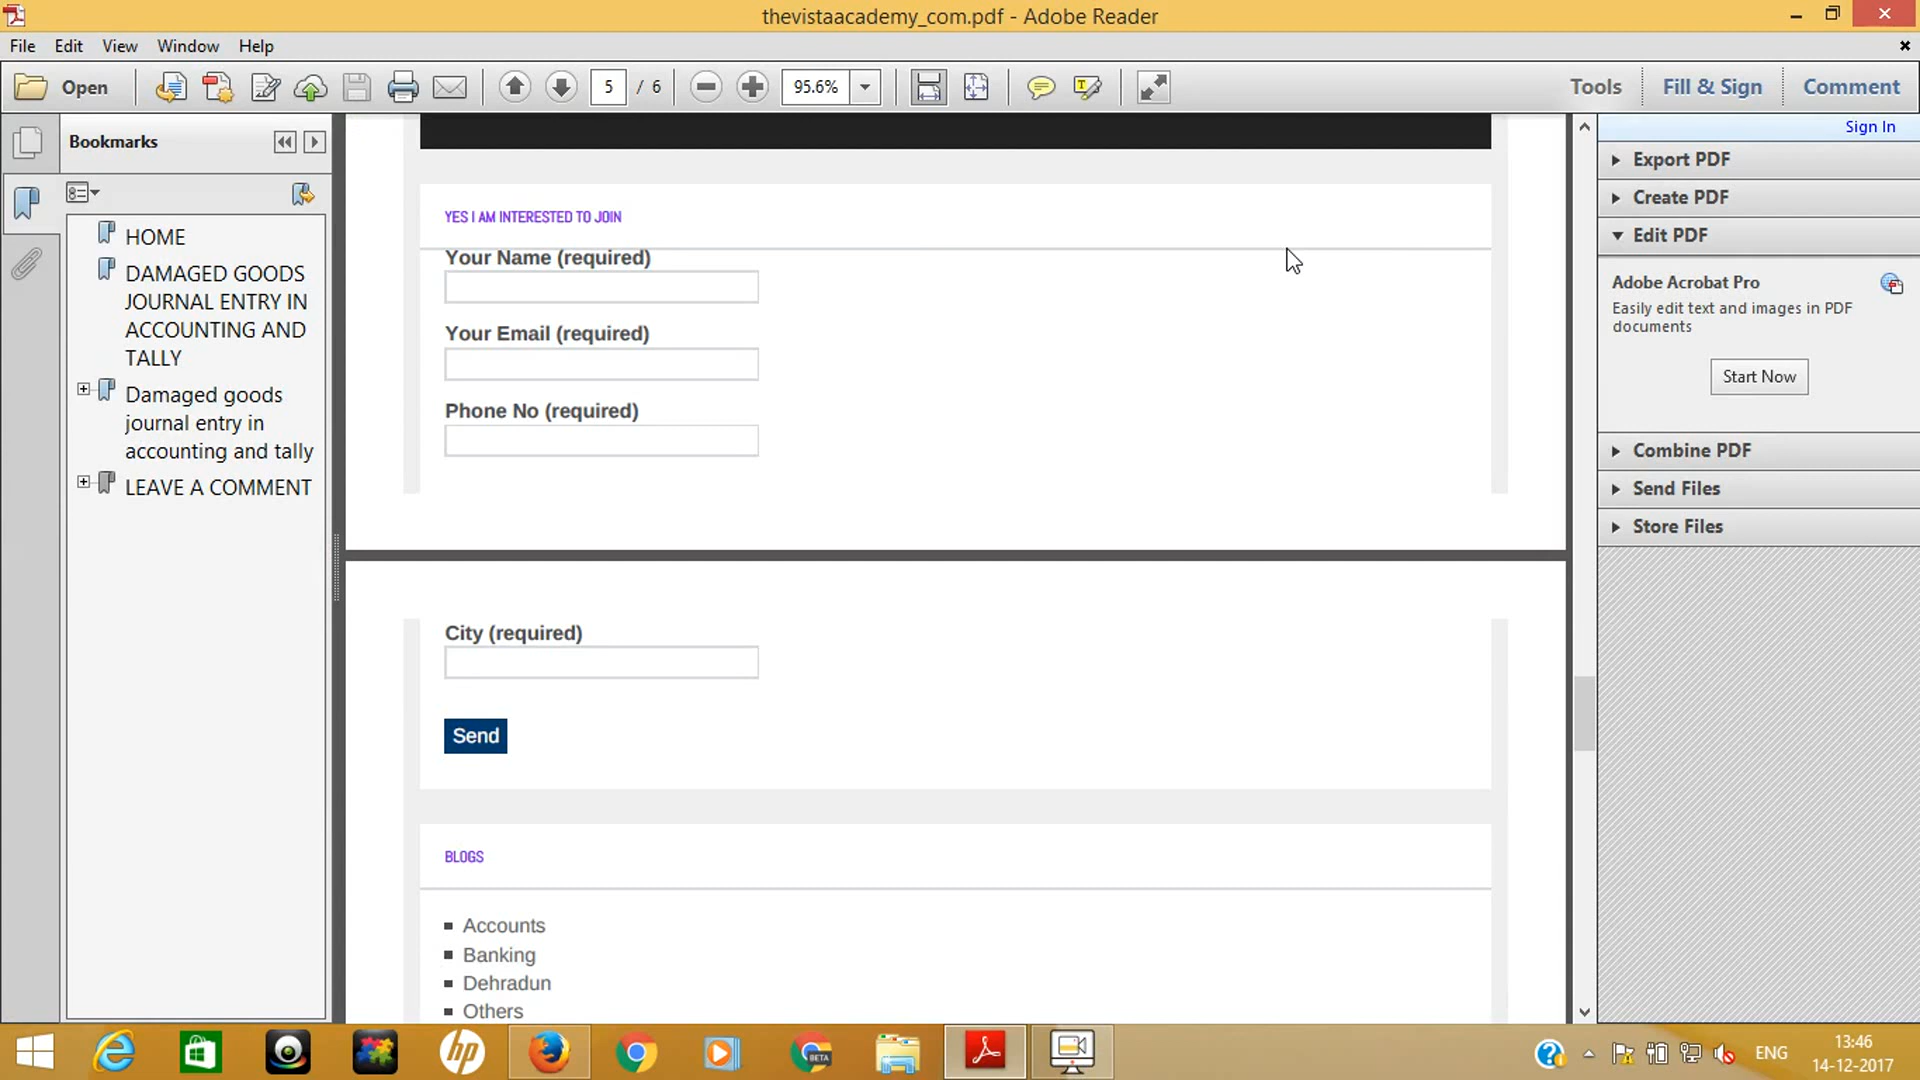 thevistaacademy_com.pdf - Adobe Reader
File Edit View Window Help
Open 5 / 6 95.6% Tools Fill & Sign Comment
Bookmarks
HOME
DAMAGED GOODS
JOURNAL ENTRY IN
ACCOUNTING AND
TALLY
Damaged goods
journal entry in
accounting and tally
LEAVE A COMMENT
YES I AM INTERESTED TO JOIN
Your Name (required)
Your Email (required)
Phone No (required)
City (required)
Send
BLOGS
Accounts
Banking
Dehradun
Others
Sign In
Export PDF
Create PDF
Edit PDF
Adobe Acrobat Pro
Easily edit text and images in PDF
documents
Start Now
Combine PDF
Send Files
Store Files
hp
BETA
ENG
13:46
14-12-2017